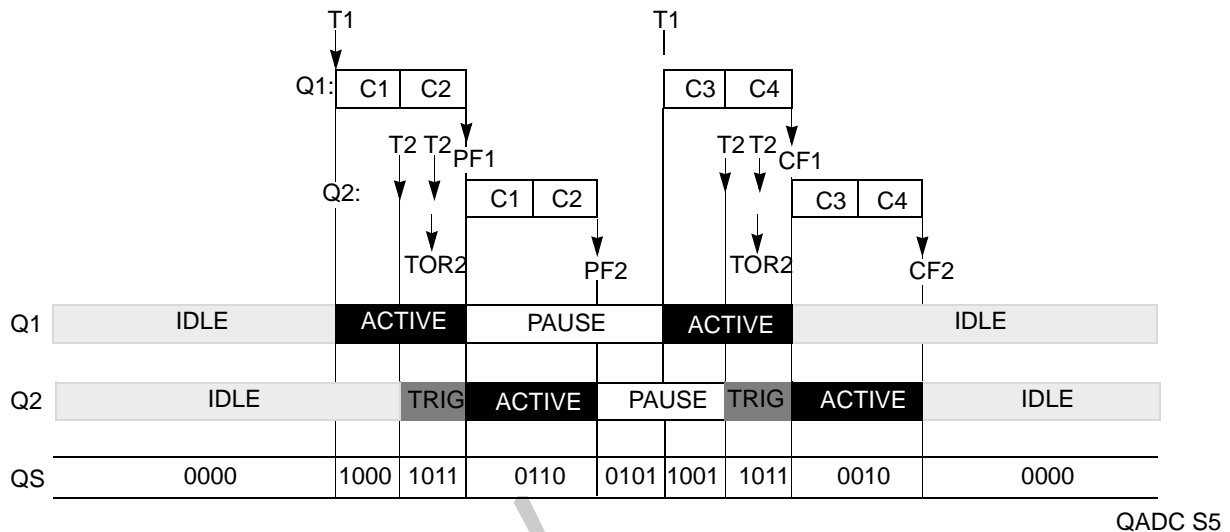 T1 T1
Q1: C1 C2 C3 C4
T2 T2 PF1 T2 T2 CF1
Q2: C1 C2 C3 C4
TOR2 PF2 TOR2 CF2
Q1 IDLE ACTIVE PAUSE ACTIVE IDLE
Q2 IDLE TRIG ACTIVE PAUSE TRIG ACTIVE IDLE
QS 0000 1000 1011 0110 0101 1001 1011 0010 0000
QADC S5